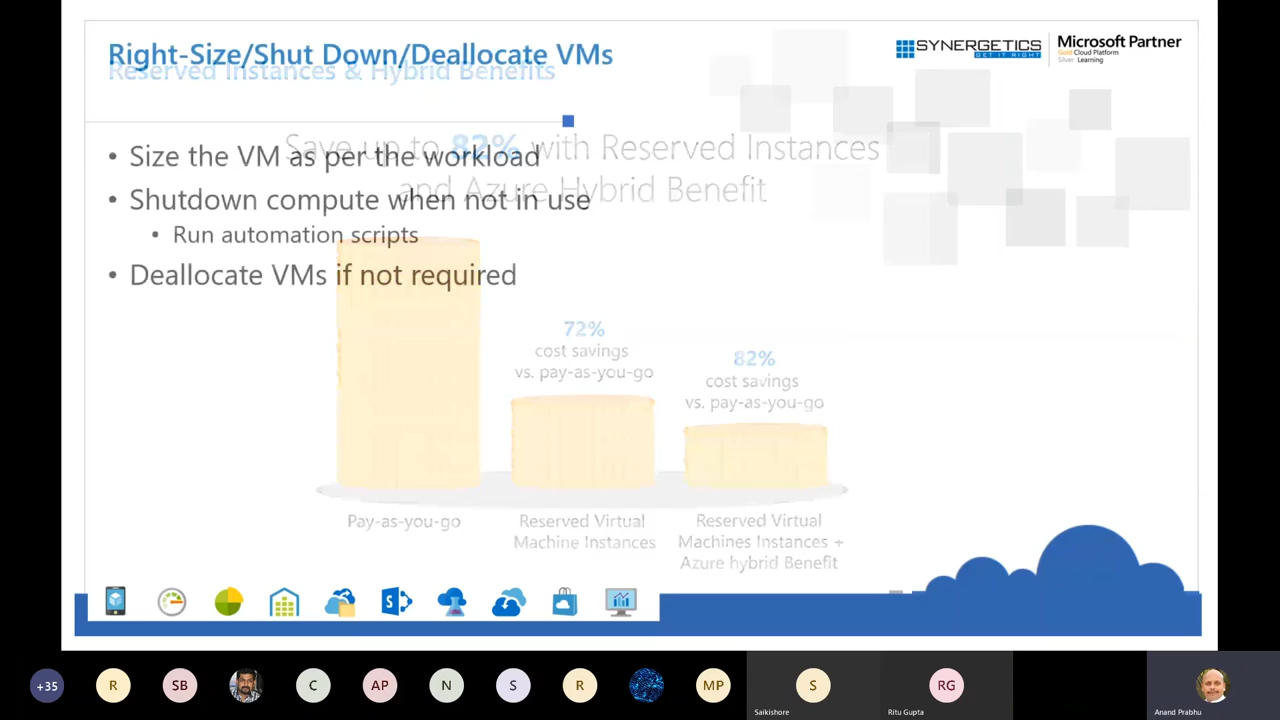 Right-Size/Shut Down/Deallocate VMs
Reserved Instances & Hybrid Benefits
SYNERGETICS
GET IT RIGHT
Microsoft Partner
Gold Cloud Platform
Silver Learning
Save up to 82% with Reserved Instances
and Azure Hybrid Benefit
• Size the VM as per the workload
• Shutdown compute when not in use
• Run automation scripts
• Deallocate VMs if not required
72%
cost savings
vs. pay-as-you-go
82%
cost savings
vs. pay-as-you-go
Pay-as-you-go
Reserved Virtual
Machine Instances
Reserved Virtual
Machines Instances +
Azure hybrid Benefit
S
+35
R
SB
C
AP
N
S
R
MP
S
Saikishore
RG
Ritu Gupta
Anand Prabhu